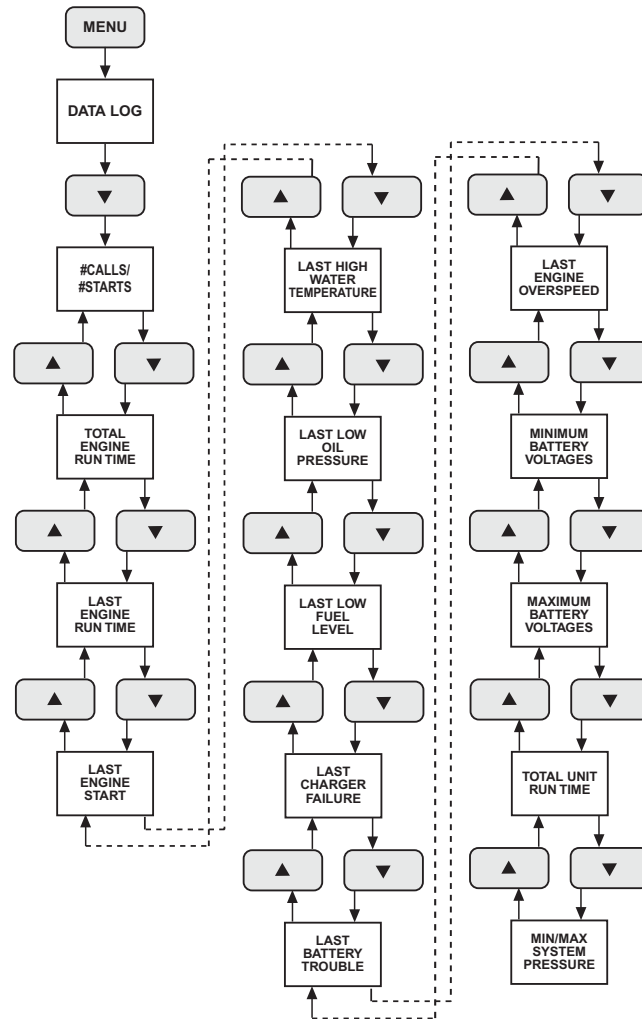 MENU
DATA LOG
▼
#CALLS/
#STARTS
▲ ▼
TOTAL
ENGINE
RUN TIME
▲ ▼
LAST
ENGINE
RUN TIME
▲ ▼
LAST
ENGINE
START
▲ ▼
LAST HIGH
WATER
TEMPERATURE
▲ ▼
LAST LOW
OIL
PRESSURE
▲ ▼
LAST LOW
FUEL
LEVEL
▲ ▼
LAST
CHARGER
FAILURE
▲ ▼
LAST
BATTERY
TROUBLE
▲ ▼
LAST
ENGINE
OVERSPEED
▲ ▼
MINIMUM
BATTERY
VOLTAGES
▲ ▼
MAXIMUM
BATTERY
VOLTAGES
▲ ▼
TOTAL UNIT
RUN TIME
▲ ▼
MIN/MAX
SYSTEM
PRESSURE